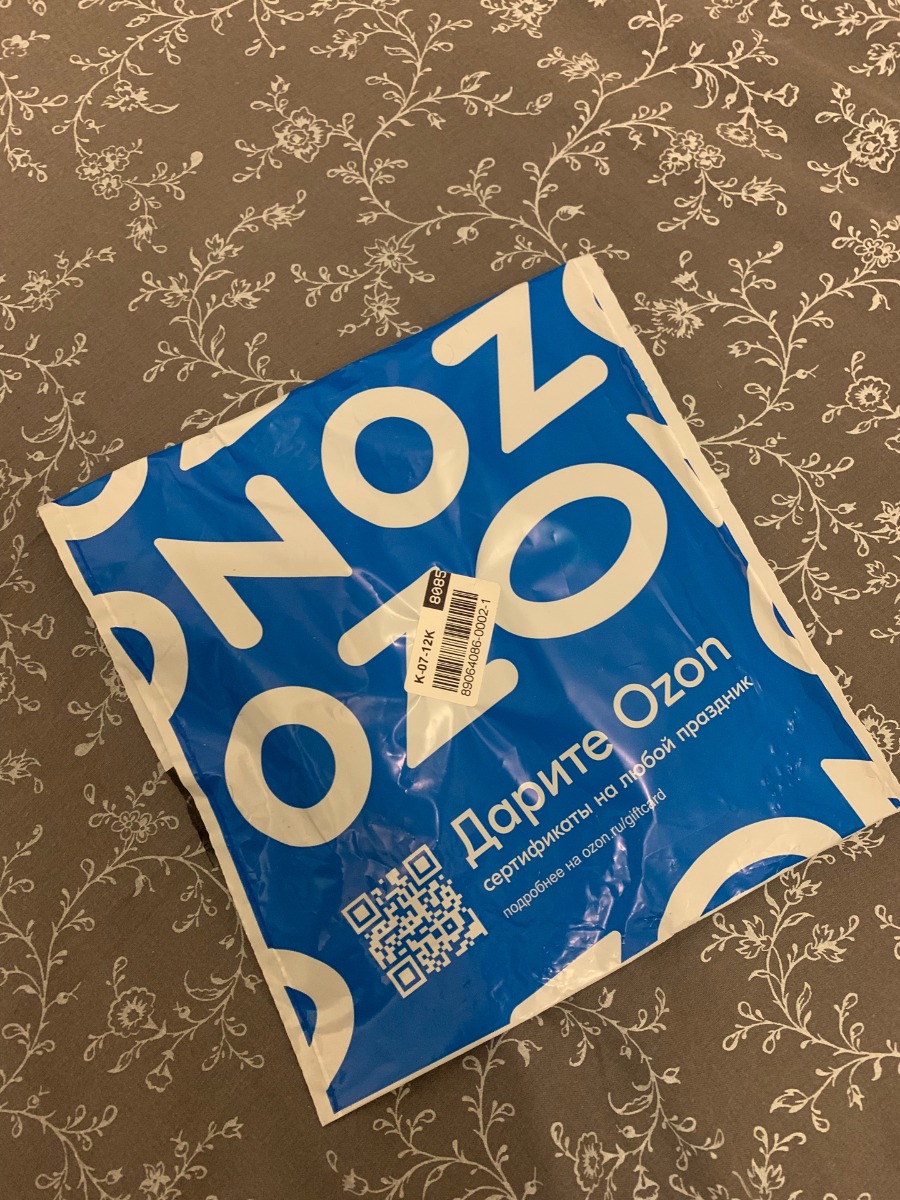 OZON
OZON
K-07-12K
8085
89064086-0002-1
Дарите Ozon
сертификаты на любой праздник
подробнее на ozon.ru/giftcard